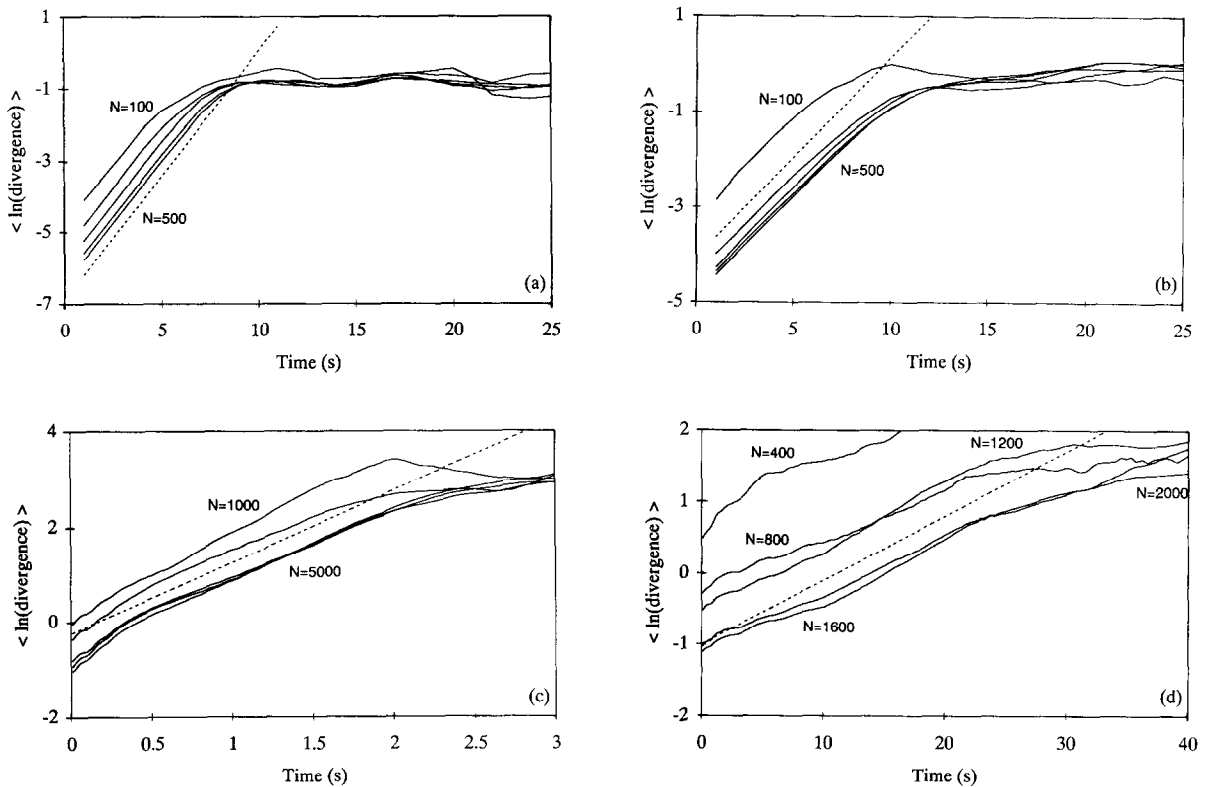 1
-1
-3
-5
-7
< ln(divergence) >
N=100
N=500
(a)
0 5 10 15 20 25
Time (s)
1
-1
-3
-5
< ln(divergence) >
N=100
N=500
(b)
0 5 10 15 20 25
Time (s)
4
2
0
-2
< ln(divergence) >
N=1000
N=5000
(c)
0 0.5 1 1.5 2 2.5 3
Time (s)
2
1
0
-1
-2
< ln(divergence) >
N=400
N=1200
N=2000
N=800
N=1600
(d)
0 10 20 30 40
Time (s)